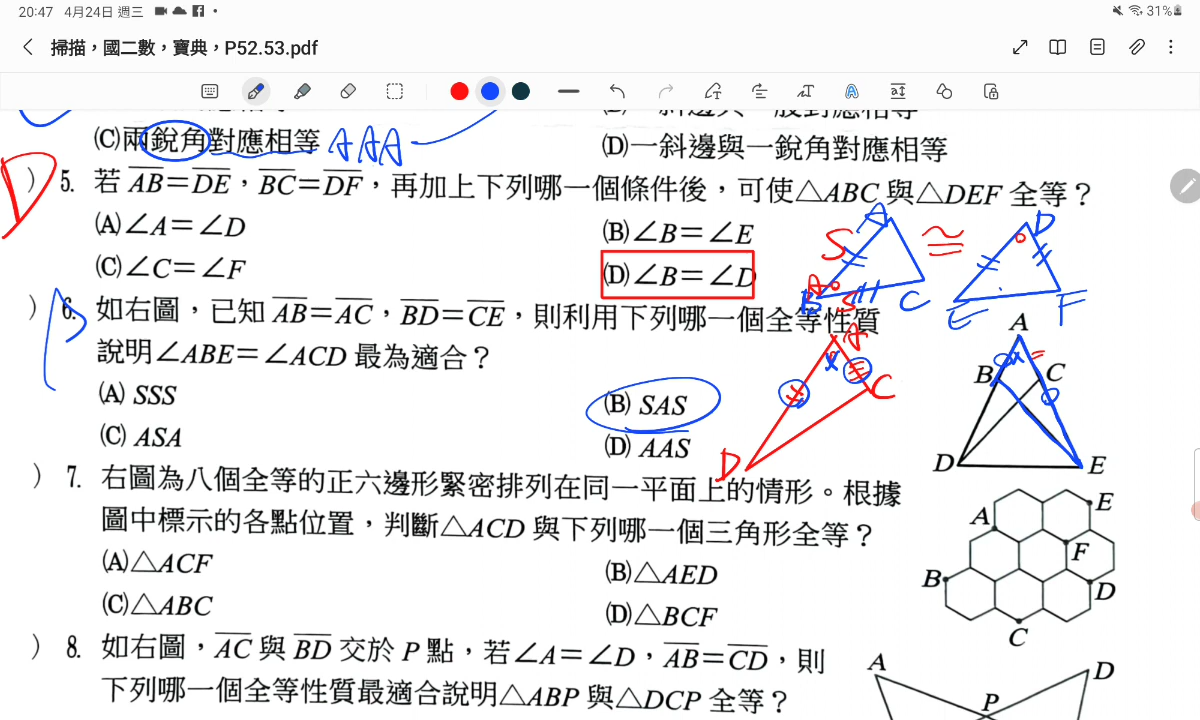 20:47 4月24日 週三 31%
掃描，國二數，寶典，P52.53.pdf
(C)兩銳角對應相等 AAA
(D)一斜邊與一銳角對應相等
D ) 5. 若 AB=DE，BC=DF，再加上下列哪一個條件後，可使△ABC 與△DEF 全等？
(A)∠A=∠D
(B)∠B=∠E
(C)∠C=∠F
(D)∠B=∠D
A B C S A S ≅ D E F
) 6. 如右圖，已知 AB=AC，BD=CE，則利用下列哪一個全等性質
說明∠ABE=∠ACD 最為適合？
(A) SSS
(B) SAS
(C) ASA
(D) AAS
A C D
A B C D E
) 7. 右圖為八個全等的正六邊形緊密排列在同一平面上的情形。根據
圖中標示的各點位置，判斷△ACD 與下列哪一個三角形全等？
(A)△ACF
(B)△AED
(C)△ABC
(D)△BCF
A E F B D C
) 8. 如右圖，AC 與 BD 交於 P 點，若∠A=∠D，AB=CD，則
下列哪一個全等性質最適合說明△ABP 與△DCP 全等？
A D P